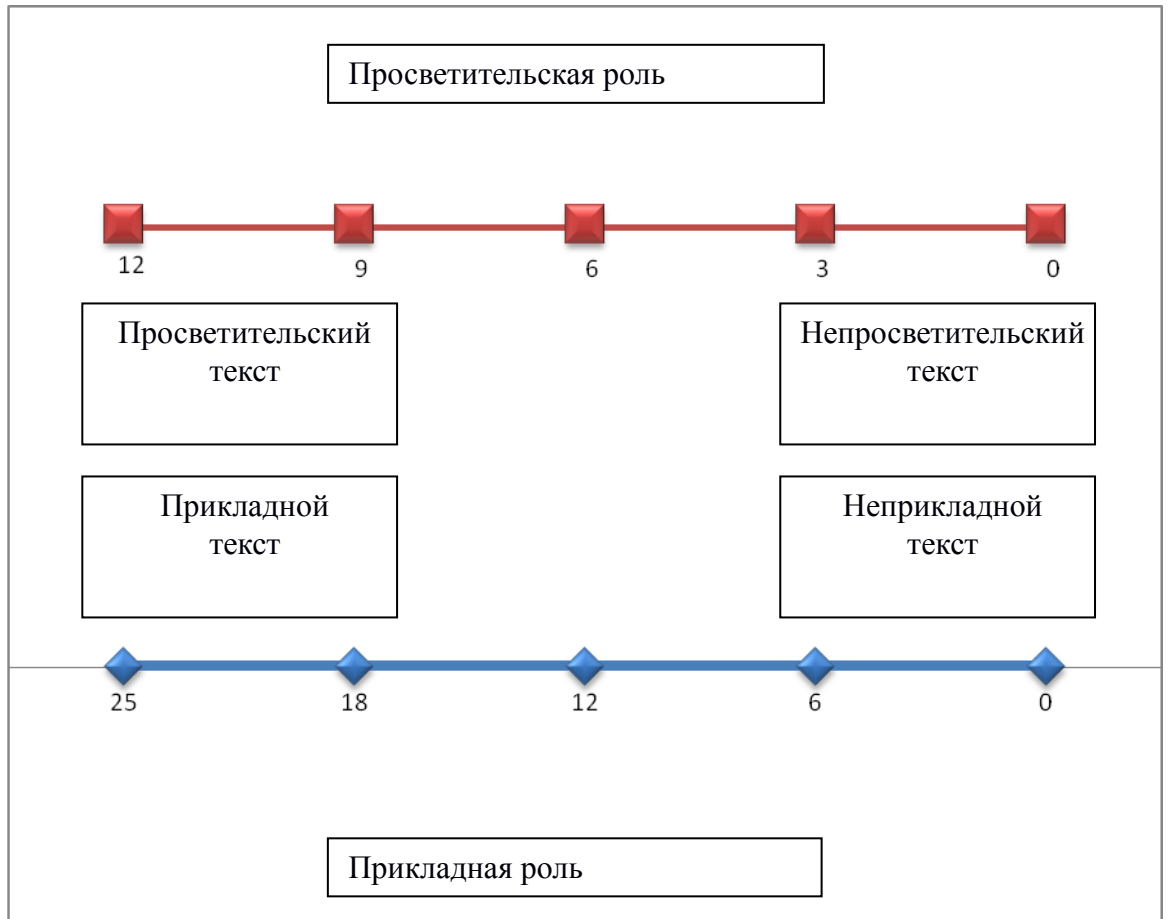 Просветительская роль
12 9 6 3 0
Просветительский
текст
Непросветительский
текст
Прикладной
текст
Неприкладной
текст
25 18 12 6 0
Прикладная роль